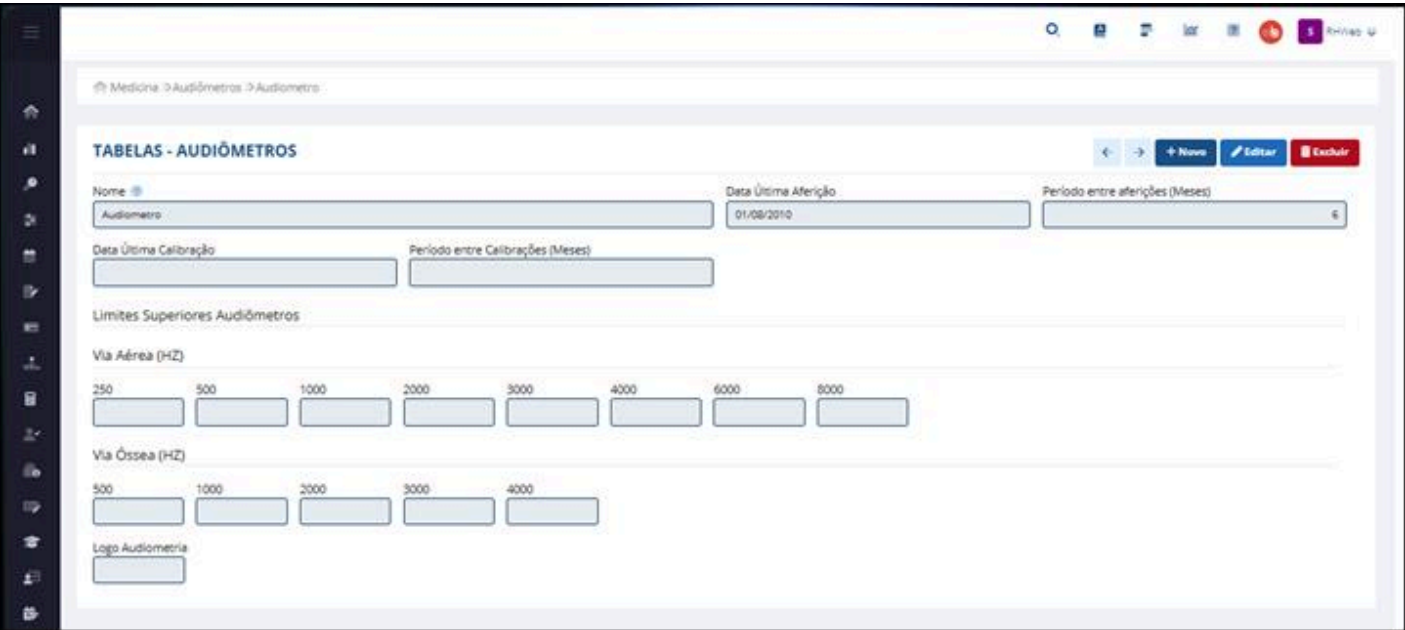 S RHWeb
Medicina > Audiômetros > Audiometro
TABELAS - AUDIÔMETROS
+ Novo Editar Excluir
Nome Data Última Aferição Período entre aferições (Meses)
Audiometro 01/08/2010 6
Data Última Calibração Período entre Calibrações (Meses)
Limites Superiores Audiômetros
Via Aérea (HZ)
250 500 1000 2000 3000 4000 6000 8000
Via Óssea (HZ)
500 1000 2000 3000 4000
Logo Audiometria